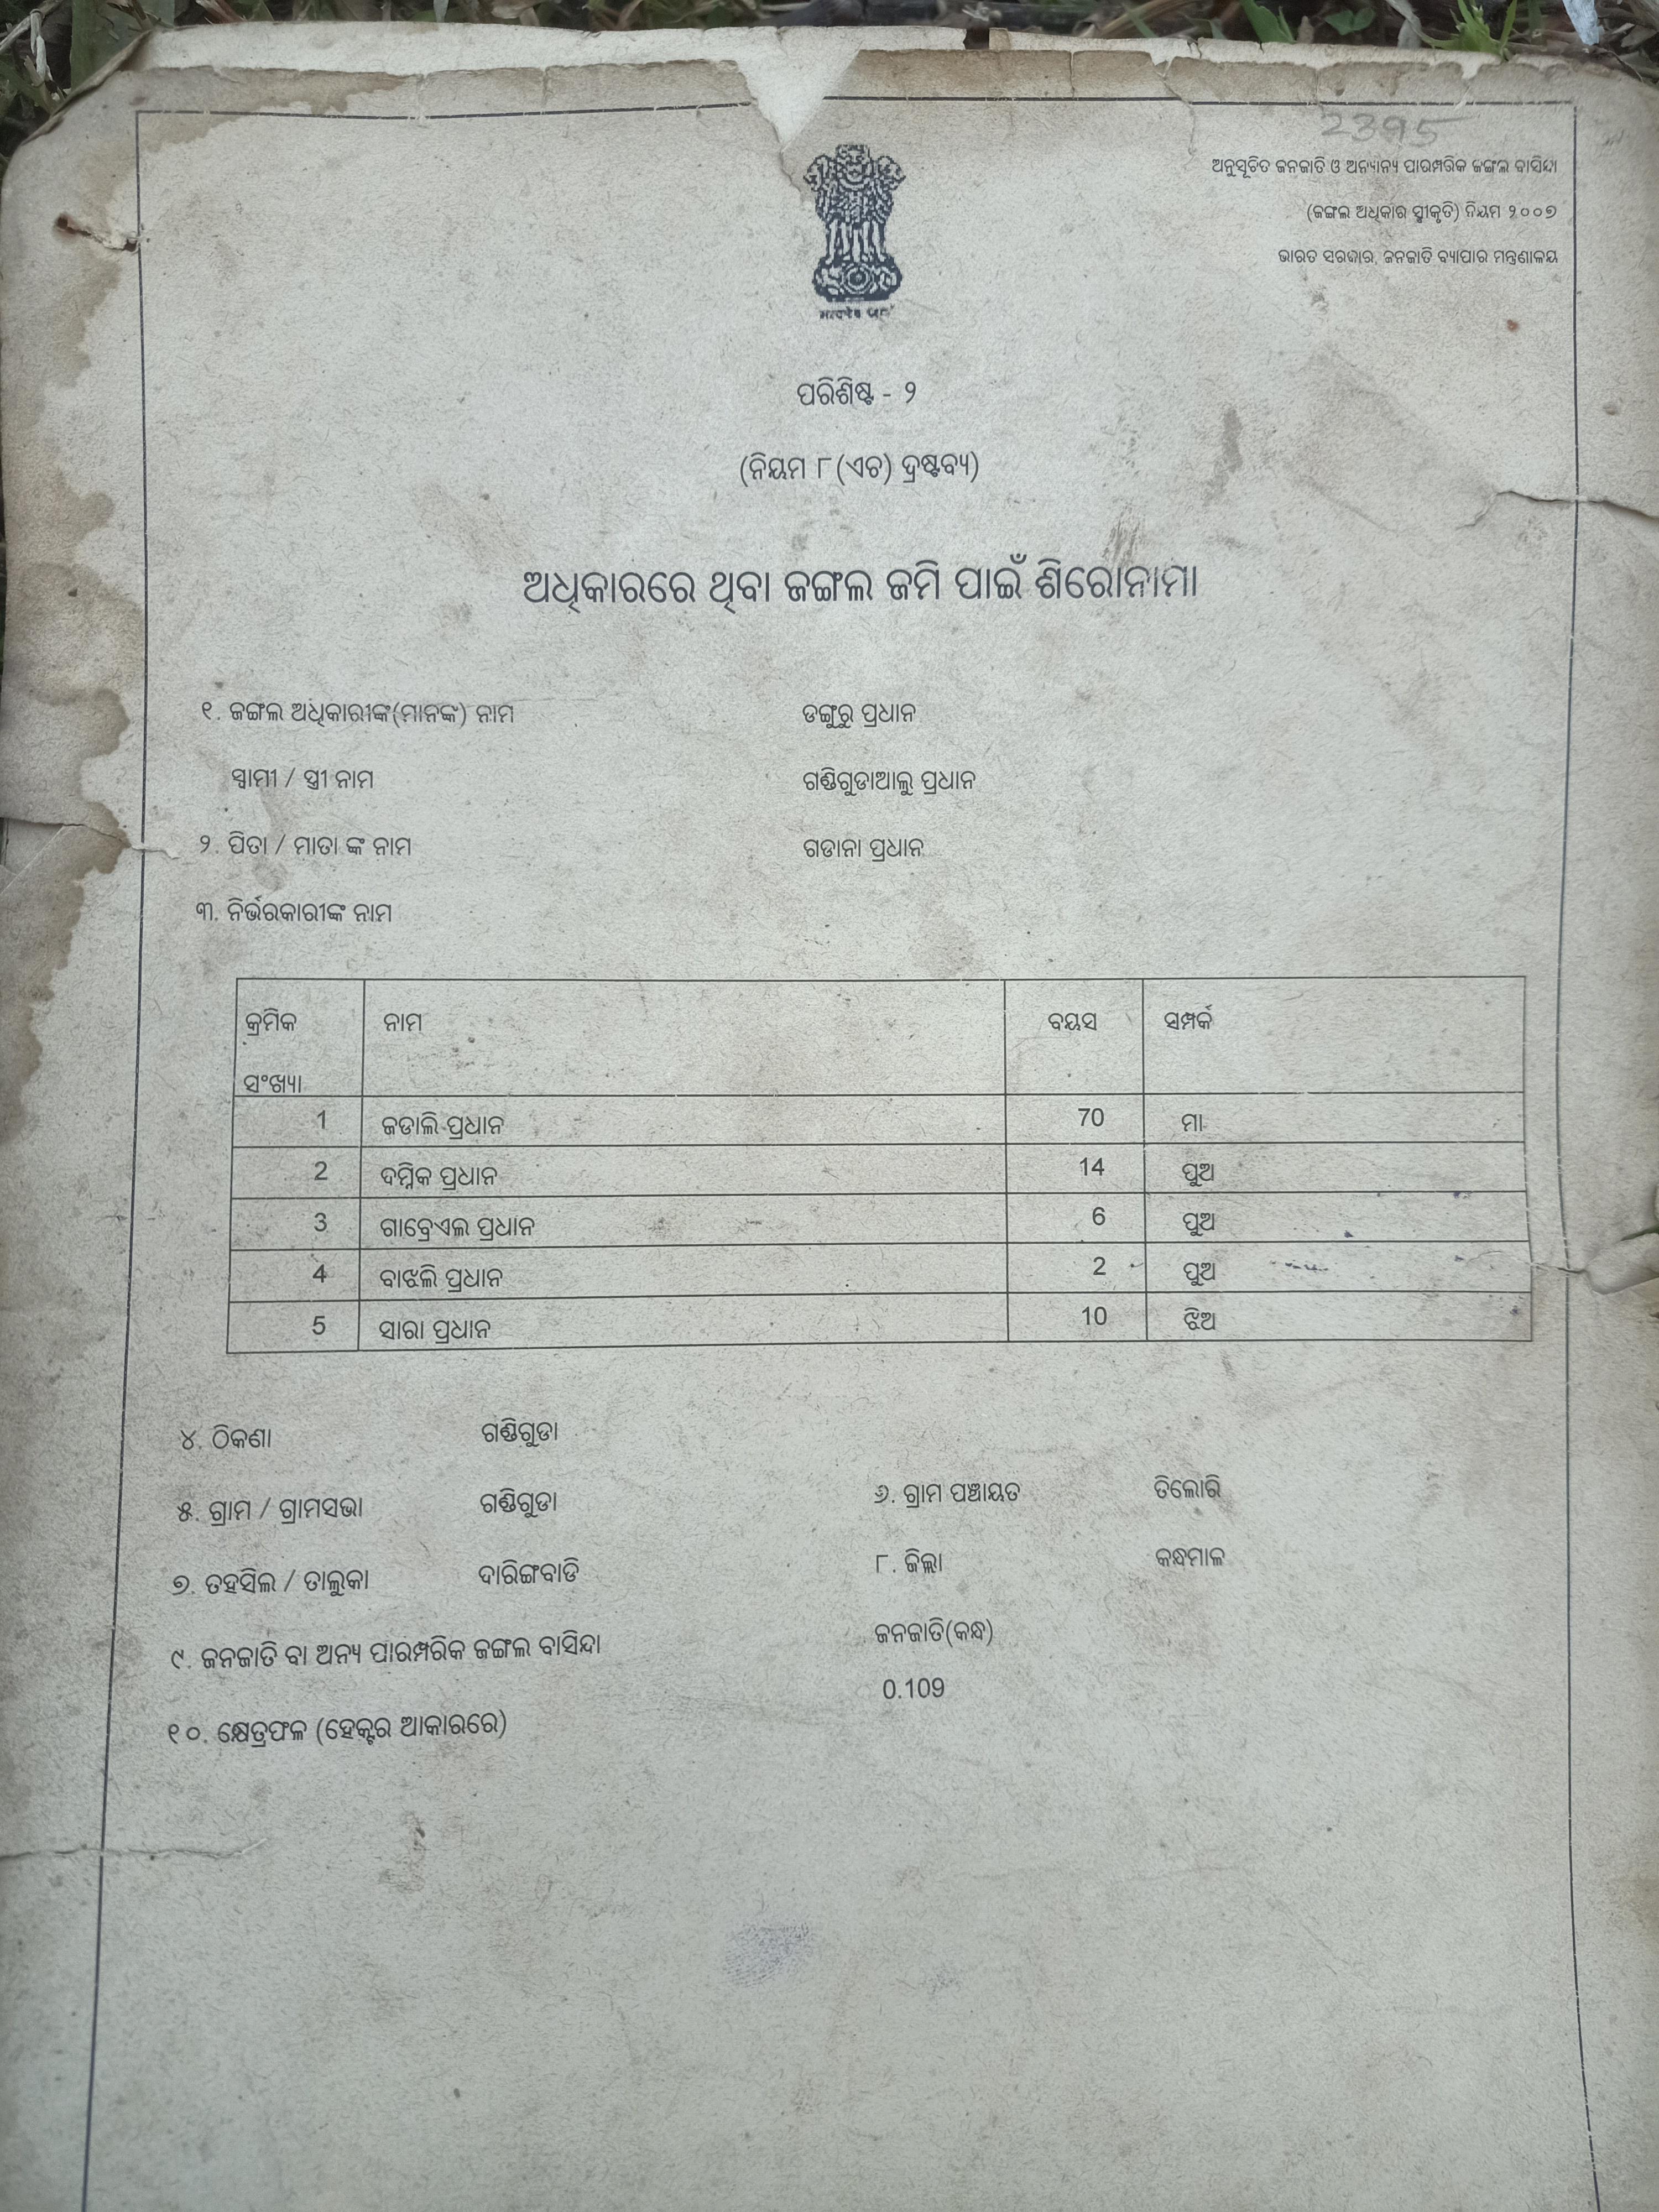 2395
ଅନୁସୂଚିତ ଜନଜାତି ଓ ଅନ୍ୟାନ୍ୟ ପାରମ୍ପରିକ ଜଙ୍ଗଲ ବାସିନ୍ଦା
(ଜଙ୍ଗଲ ଅଧିକାର ସ୍ୱୀକୃତି) ନିୟମ ୨୦୦୭
ଭାରତ ସରକାର, ଜନଜାତି ବ୍ୟାପାର ମନ୍ତ୍ରଣାଳୟ
ପରିଶିଷ୍ଟ - ୨
(ନିୟମ ୮(ଏଚ) ଦ୍ରଷ୍ଟବ୍ୟ)
ଅଧିକାରରେ ଥିବା ଜଙ୍ଗଲ ଜମି ପାଇଁ ଶିରୋନାମା
୧. ଜଙ୍ଗଲ ଅଧିକାରୀଙ୍କ(ମାନଙ୍କ) ନାମ ଡଙ୍ଗୁରୁ ପ୍ରଧାନ
ସ୍ୱାମୀ / ସ୍ତ୍ରୀ ନାମ ଗଣ୍ଡିଗୁଡାଆଲୁ ପ୍ରଧାନ
୨. ପିତା / ମାତା ଙ୍କ ନାମ ଗଡାନା ପ୍ରଧାନ
୩. ନିର୍ଭରକାରୀଙ୍କ ନାମ
କ୍ରମିକ ସଂଖ୍ୟା ନାମ ବୟସ ସମ୍ପର୍କ
1 ଜଡାଲି ପ୍ରଧାନ 70 ମା
2 ଦମ୍ନିକ ପ୍ରଧାନ 14 ପୁଅ
3 ଗାବ୍ରେଏଲ ପ୍ରଧାନ 6 ପୁଅ
4 ବାଝଲି ପ୍ରଧାନ 2 ପୁଅ
5 ସାରା ପ୍ରଧାନ 10 ଝିଅ
୪. ଠିକଣା ଗଣ୍ଡିଗୁଡା
୫. ଗ୍ରାମ / ଗ୍ରାମସଭା ଗଣ୍ଡିଗୁଡା ୬. ଗ୍ରାମ ପଞ୍ଚାୟତ ତିଲୋରି
୭. ତହସିଲ / ତାଲୁକା ଦାରିଙ୍ଗବାଡି ୮. ଜିଲ୍ଲା କନ୍ଧମାଳ
୯. ଜନଜାତି ବା ଅନ୍ୟ ପାରମ୍ପରିକ ଜଙ୍ଗଲ ବାସିନ୍ଦା ଜନଜାତି(କନ୍ଧ)
୧୦. କ୍ଷେତ୍ରଫଳ (ହେକ୍ଟର ଆକାରରେ) 0.109